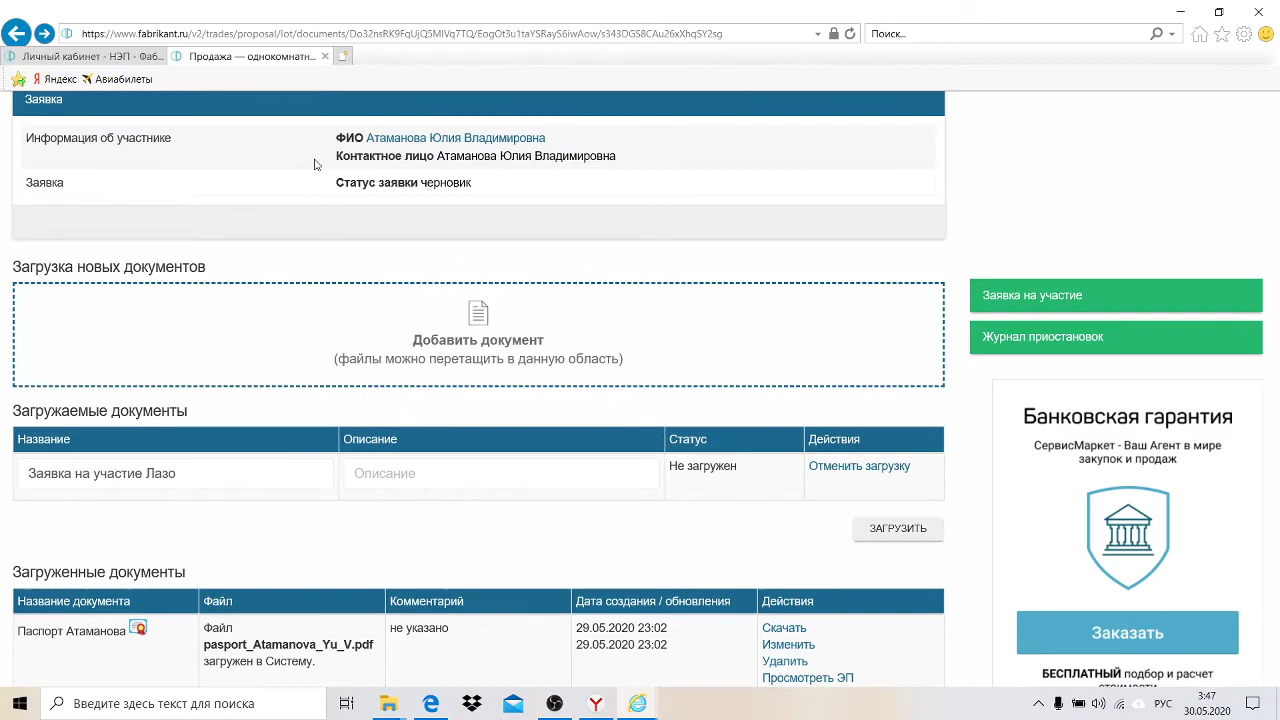 https://www.fabrikant.ru/v2/trades/proposal/lot/documents/Do32nsRK9FqUjQ5MIVq7TQ/EogOt3u1taYSRaySdwwAow/s343DGS8CAu26xXhqSY2sg
Поиск...
Личный кабинет - НЭП - Фаб...
Продажа — однокомнатн...
Яндекс
Авиабилеты
Заявка
Информация об участнике
ФИО Атаманова Юлия Владимировна
Контактное лицо Атаманова Юлия Владимировна
Заявка
Статус заявки черновик
Загрузка новых документов
Добавить документ
(файлы можно перетащить в данную область)
Заявка на участие
Журнал приостановок
Загружаемые документы
Название Описание Статус Действия
Заявка на участие Лазо Описание Не загружен Отменить загрузку
ЗАГРУЗИТЬ
Банковская гарантия
СервисМаркет - Ваш Агент в мире
закупок и продаж
Заказать
БЕСПЛАТНЫЙ подбор и расчет
стоимости
Загруженные документы
Название документа Файл Комментарий Дата создания / обновления Действия
Паспорт Атаманова
Файл
pasport_Atamanova_Yu_V.pdf
загружен в Систему.
не указано
29.05.2020 23:02
29.05.2020 23:02
Скачать
Изменить
Удалить
Просмотреть ЭП
Введите здесь текст для поиска
РУС
3:47
30.05.2020